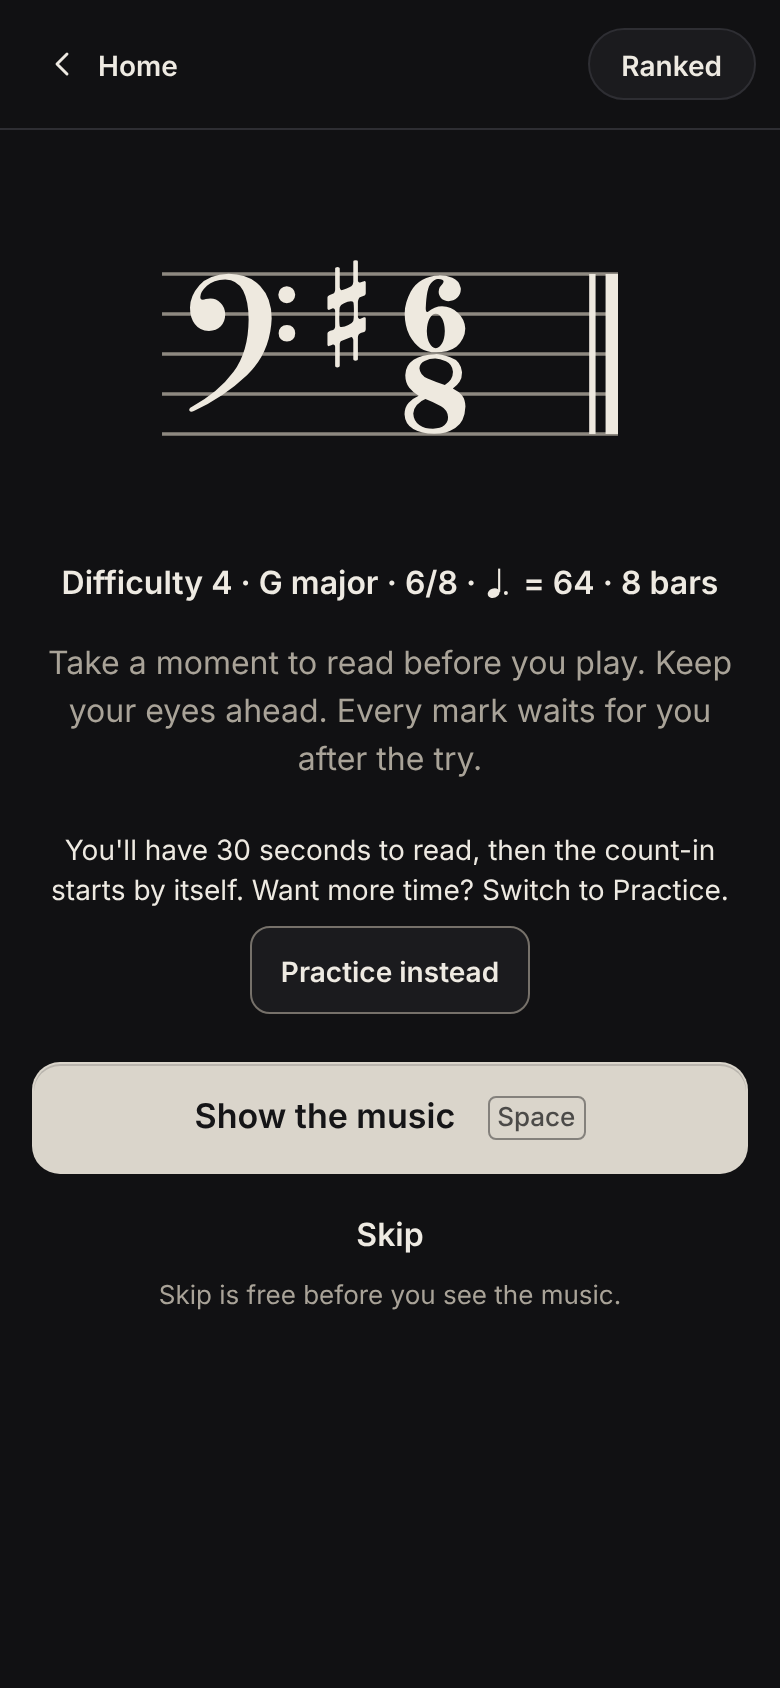 Home
Ranked
6
8
Difficulty 4 · G major · 6/8 · ♩. = 64 · 8 bars
Take a moment to read before you play. Keep
your eyes ahead. Every mark waits for you
after the try.
You'll have 30 seconds to read, then the count-in
starts by itself. Want more time? Switch to Practice.
Practice instead
Show the music Space
Skip
Skip is free before you see the music.